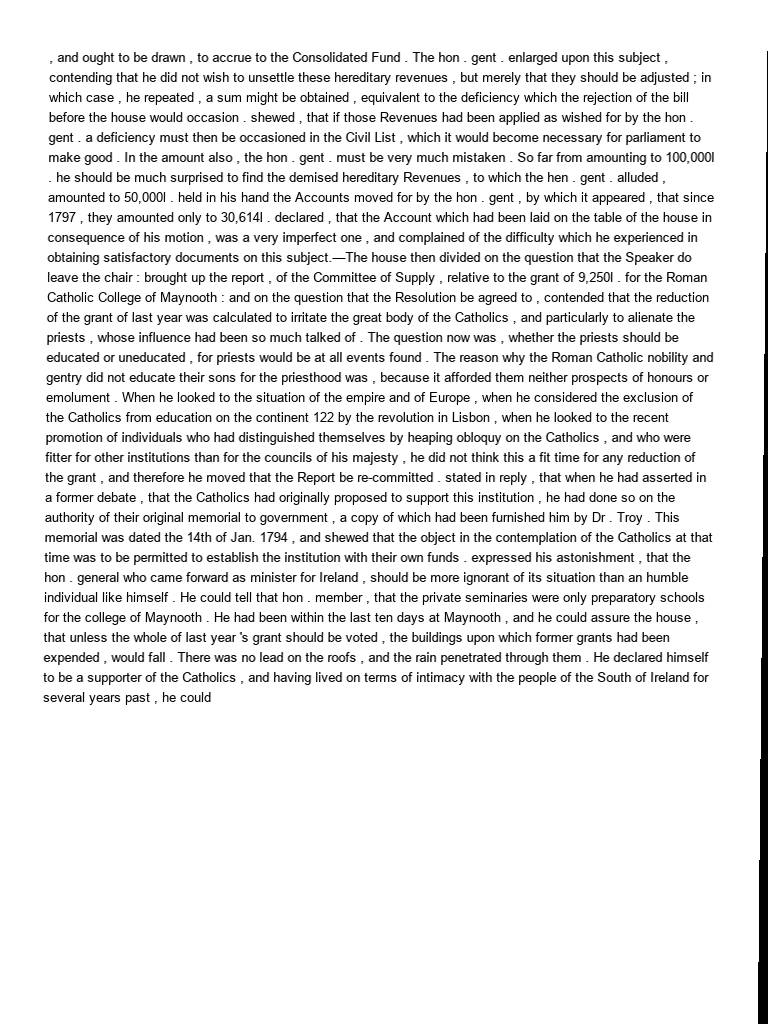 , and ought to be drawn , to accrue to the Consolidated Fund . The hon . gent . enlarged upon this subject ,
contending that he did not wish to unsettle these hereditary revenues , but merely that they should be adjusted ; in
which case , he repeated , a sum might be obtained , equivalent to the deficiency which the rejection of the bill
before the house would occasion . shewed , that if those Revenues had been applied as wished for by the hon .
gent . a deficiency must then be occasioned in the Civil List , which it would become necessary for parliament to
make good . In the amount also , the hon . gent . must be very much mistaken . So far from amounting to 100,000l
. he should be much surprised to find the demised hereditary Revenues , to which the hen . gent . alluded ,
amounted to 50,000l . held in his hand the Accounts moved for by the hon . gent , by which it appeared , that since
1797 , they amounted only to 30,614l . declared , that the Account which had been laid on the table of the house in
consequence of his motion , was a very imperfect one , and complained of the difficulty which he experienced in
obtaining satisfactory documents on this subject.—The house then divided on the question that the Speaker do
leave the chair : brought up the report , of the Committee of Supply , relative to the grant of 9,250l . for the Roman
Catholic College of Maynooth : and on the question that the Resolution be agreed to , contended that the reduction
of the grant of last year was calculated to irritate the great body of the Catholics , and particularly to alienate the
priests , whose influence had been so much talked of . The question now was , whether the priests should be
educated or uneducated , for priests would be at all events found . The reason why the Roman Catholic nobility and
gentry did not educate their sons for the priesthood was , because it afforded them neither prospects of honours or
emolument . When he looked to the situation of the empire and of Europe , when he considered the exclusion of
the Catholics from education on the continent 122 by the revolution in Lisbon , when he looked to the recent
promotion of individuals who had distinguished themselves by heaping obloquy on the Catholics , and who were
fitter for other institutions than for the councils of his majesty , he did not think this a fit time for any reduction of
the grant , and therefore he moved that the Report be re-committed . stated in reply , that when he had asserted in
a former debate , that the Catholics had originally proposed to support this institution , he had done so on the
authority of their original memorial to government , a copy of which had been furnished him by Dr . Troy . This
memorial was dated the 14th of Jan. 1794 , and shewed that the object in the contemplation of the Catholics at that
time was to be permitted to establish the institution with their own funds . expressed his astonishment , that the
hon . general who came forward as minister for Ireland , should be more ignorant of its situation than an humble
individual like himself . He could tell that hon . member , that the private seminaries were only preparatory schools
for the college of Maynooth . He had been within the last ten days at Maynooth , and he could assure the house ,
that unless the whole of last year 's grant should be voted , the buildings upon which former grants had been
expended , would fall . There was no lead on the roofs , and the rain penetrated through them . He declared himself
to be a supporter of the Catholics , and having lived on terms of intimacy with the people of the South of Ireland for
several years past , he could